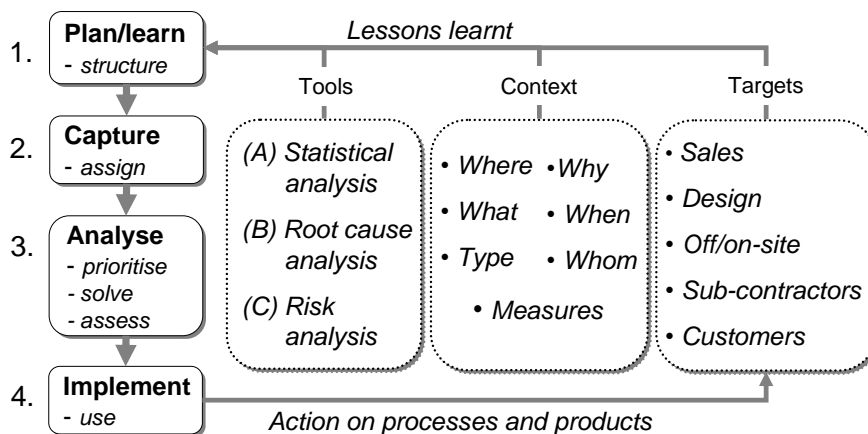 1.
Plan/learn
- structure
Lessons learnt
2.
Capture
- assign
3.
Analyse
- prioritise
- solve
- assess
4.
Implement
- use
Tools
(A) Statistical
analysis
(B) Root cause
analysis
(C) Risk
analysis
Context
• Where
• Why
• What
• When
• Type
• Whom
• Measures
Targets
• Sales
• Design
• Off/on-site
• Sub-contractors
• Customers
Action on processes and products